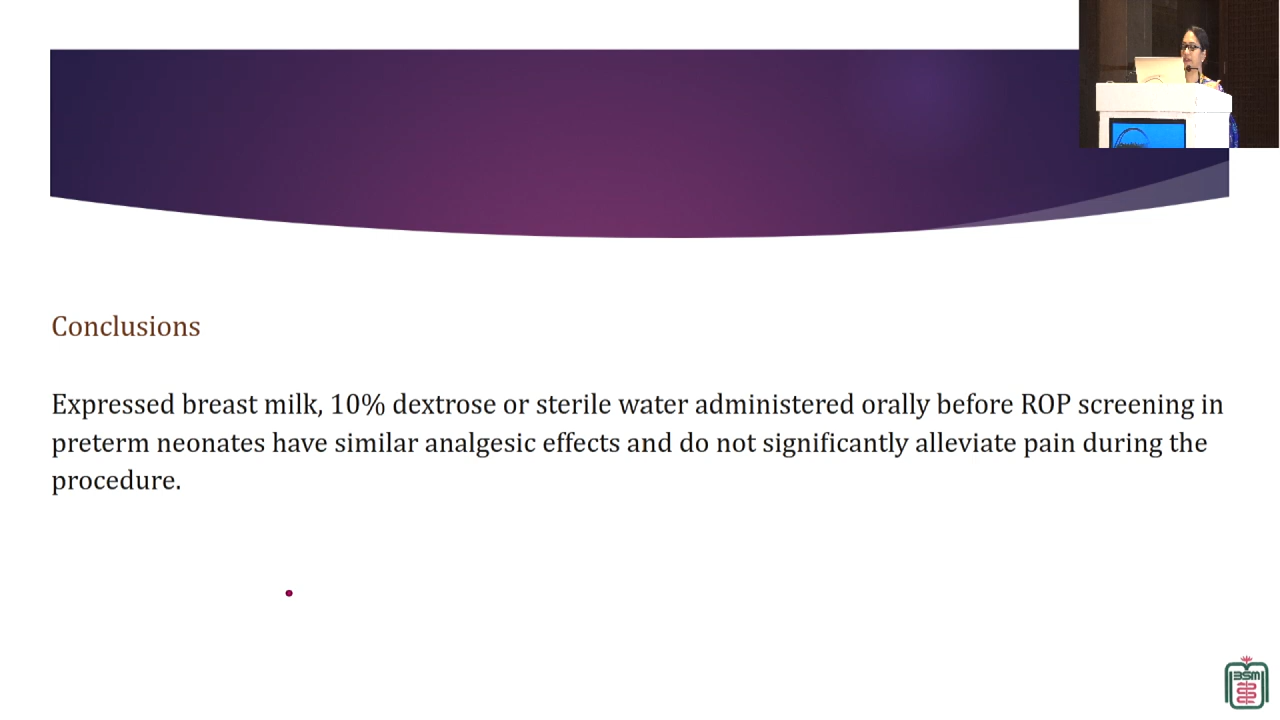 Conclusions
Expressed breast milk, 10% dextrose or sterile water administered orally before ROP screening in
preterm neonates have similar analgesic effects and do not significantly alleviate pain during the
procedure.
BSM